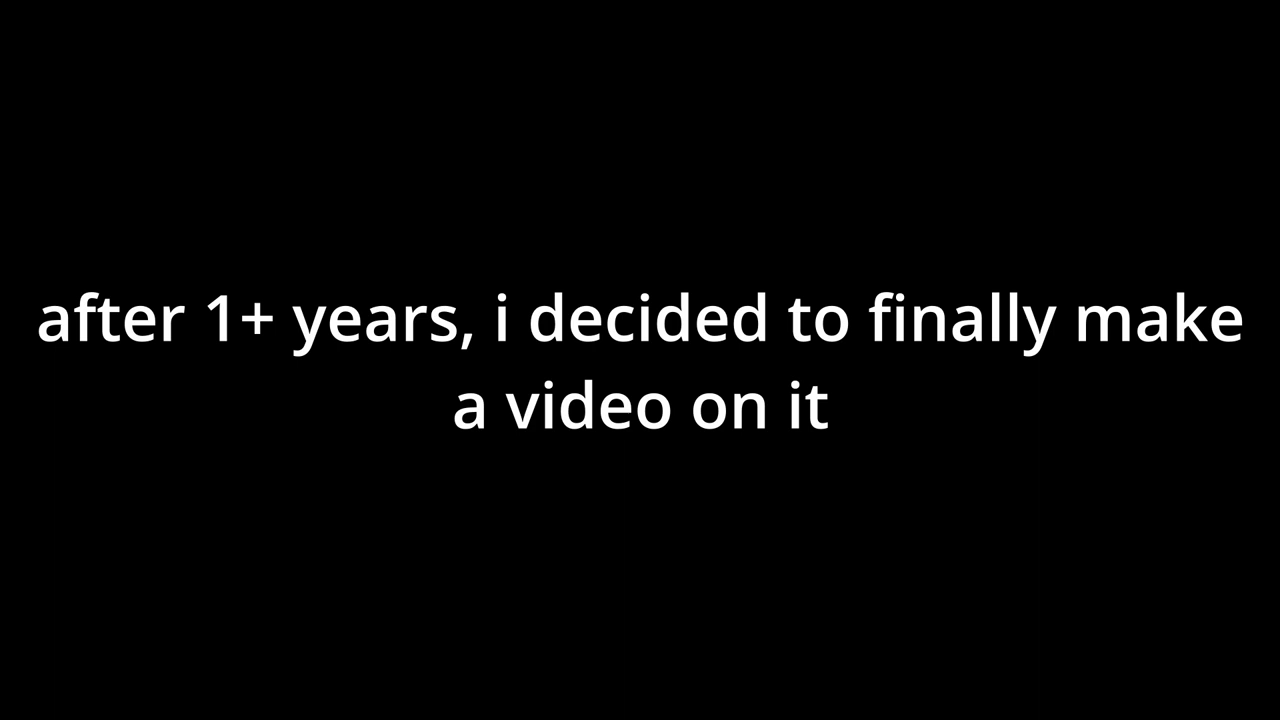 after 1+ years, i decided to finally make
a video on it